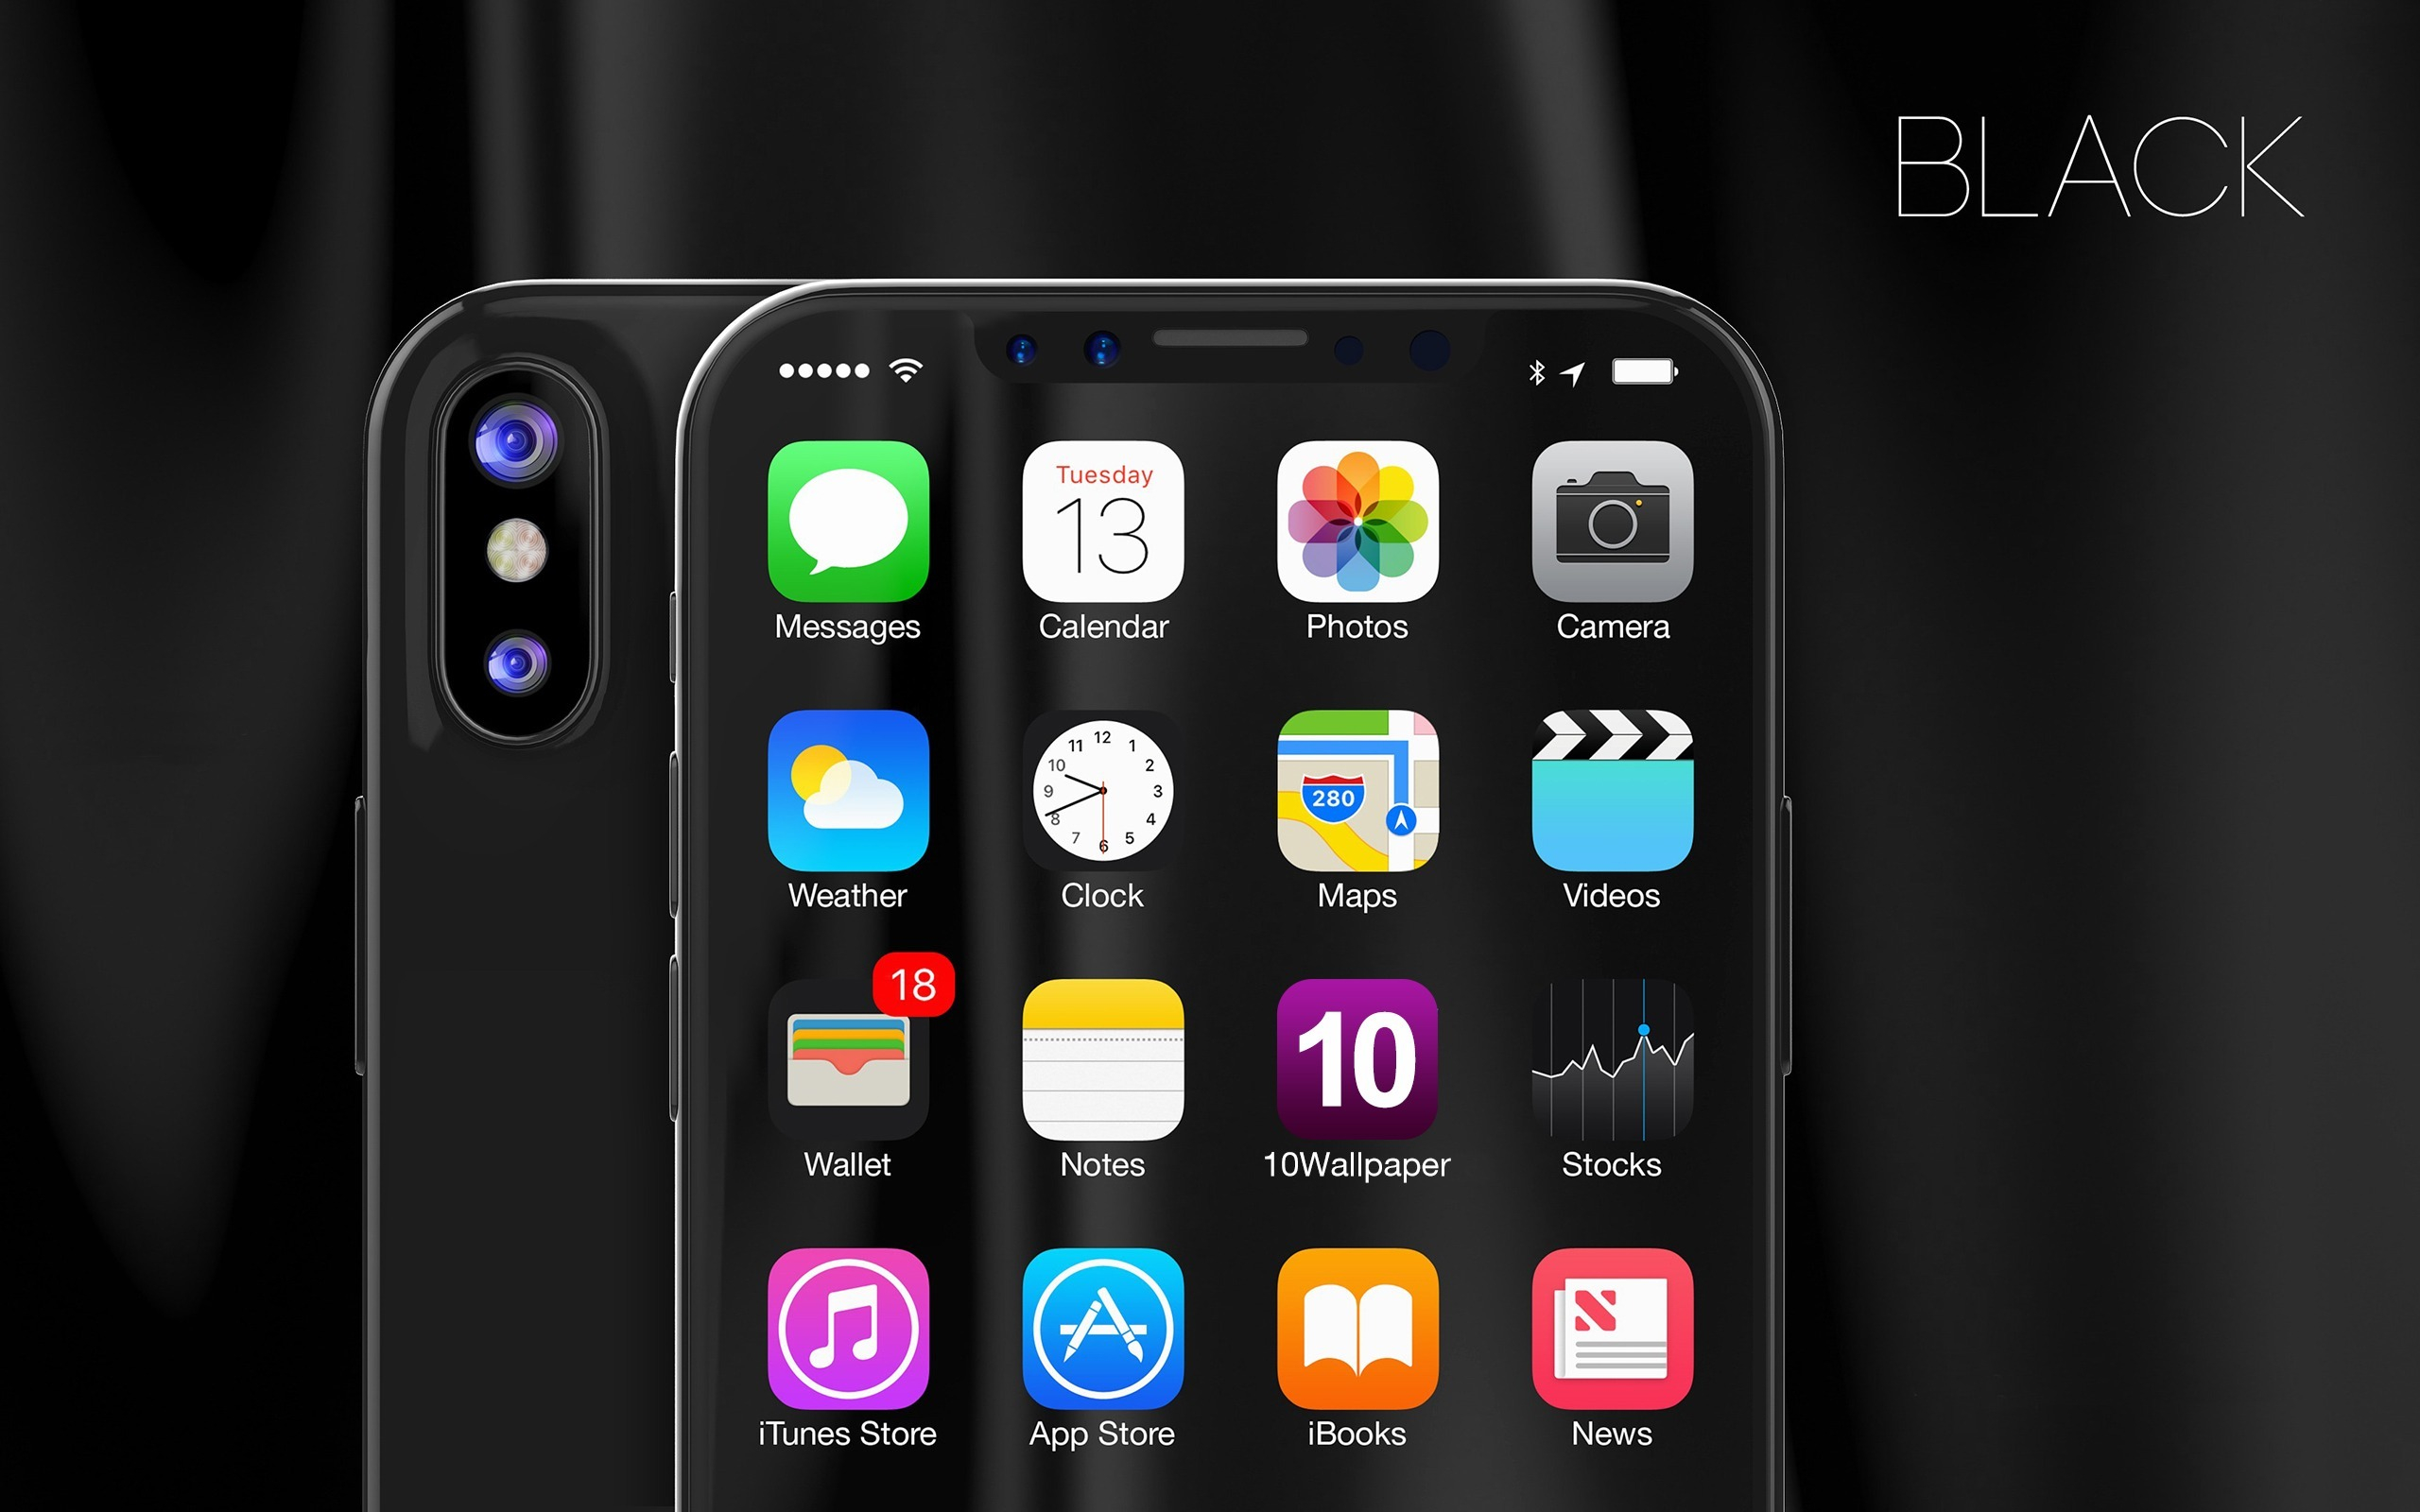 BLACK
Tuesday
13
Messages
Calendar
Photos
Camera
12
11
1
10
2
9
3
8
4
7
5
6
280
Weather
Clock
Maps
Videos
18
10
Wallet
Notes
10Wallpaper
Stocks
iTunes Store
App Store
iBooks
News